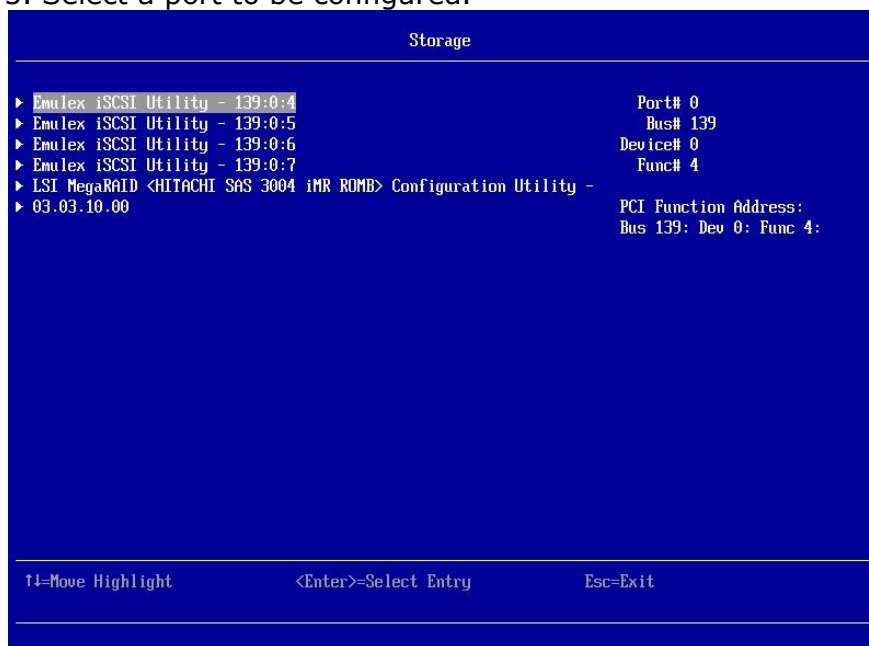 Select a port to be configured.
Storage
Emulex iSCSI Utility - 139:0:4
Emulex iSCSI Utility - 139:0:5
Emulex iSCSI Utility - 139:0:6
Emulex iSCSI Utility - 139:0:7
LSI MegaRAID <HITACHI SAS 3004 iMR ROMB> Configuration Utility -
03.03.10.00
Port# 0
Bus# 139
Device# 0
Func# 4
PCI Function Address:
Bus 139: Dev 0: Func 4:
↑↓=Move Highlight
<Enter>=Select Entry
Esc=Exit